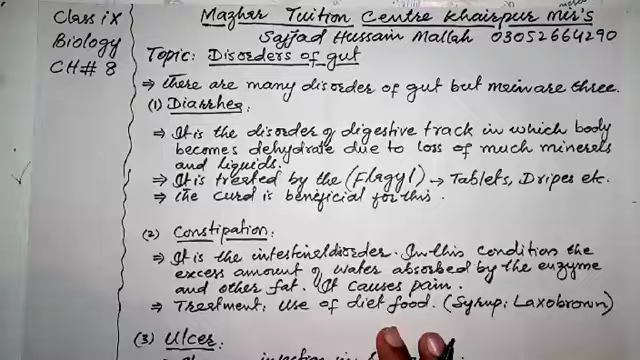 Class iX
Biology
CH# 8
Mazhar Tuition Centre Khairpur mir's
Sajjad Hussain Mallah 03052664290
Topic: Disorders of gut
⇒ There are many disorder of gut but mein are three.
(1) Diarrhea:
⇒ It is the disorder of digestive track in which body
becomes dehydrate due to loss of much minerals
and liquids.
⇒ It is treated by the (Flagyl) → Tablets, Dripes etc.
⇒ The curd is beneficial for this.
(2) Constipation:
⇒ It is the intestinel disorder. In this condition the
excess amount of water absorbed by the enzyme
and other fat. It causes pain.
⇒ Treatment: Use of diet food. (Syrup: Laxobrown)
(3) Ulcer: